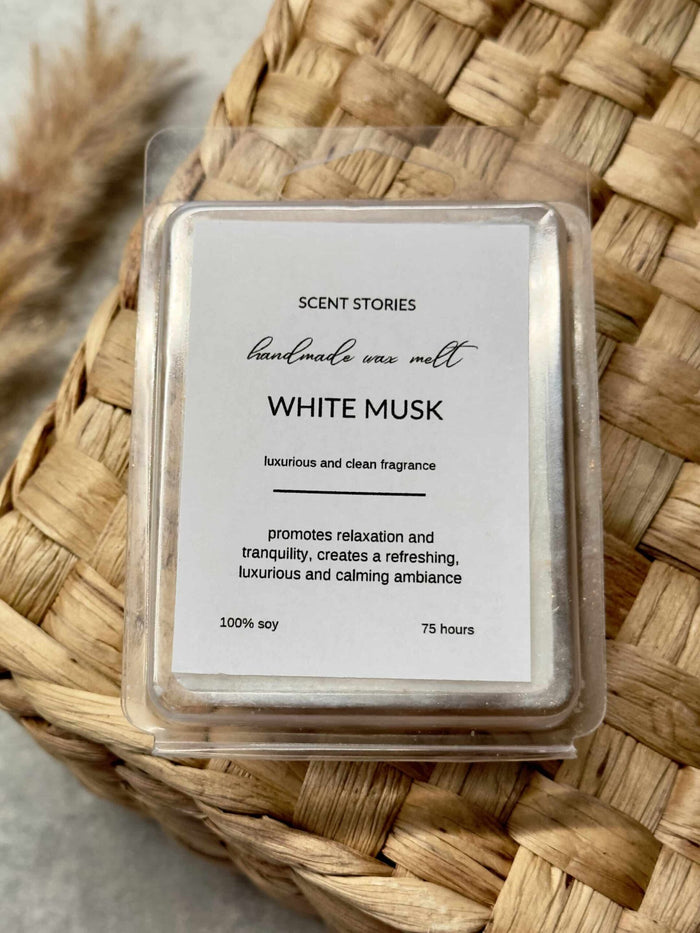 SCENT STORIES
handmade wax melt
WHITE MUSK
luxurious and clean fragrance
promotes relaxation and
tranquility, creates a refreshing,
luxurious and calming ambiance
100% soy
75 hours